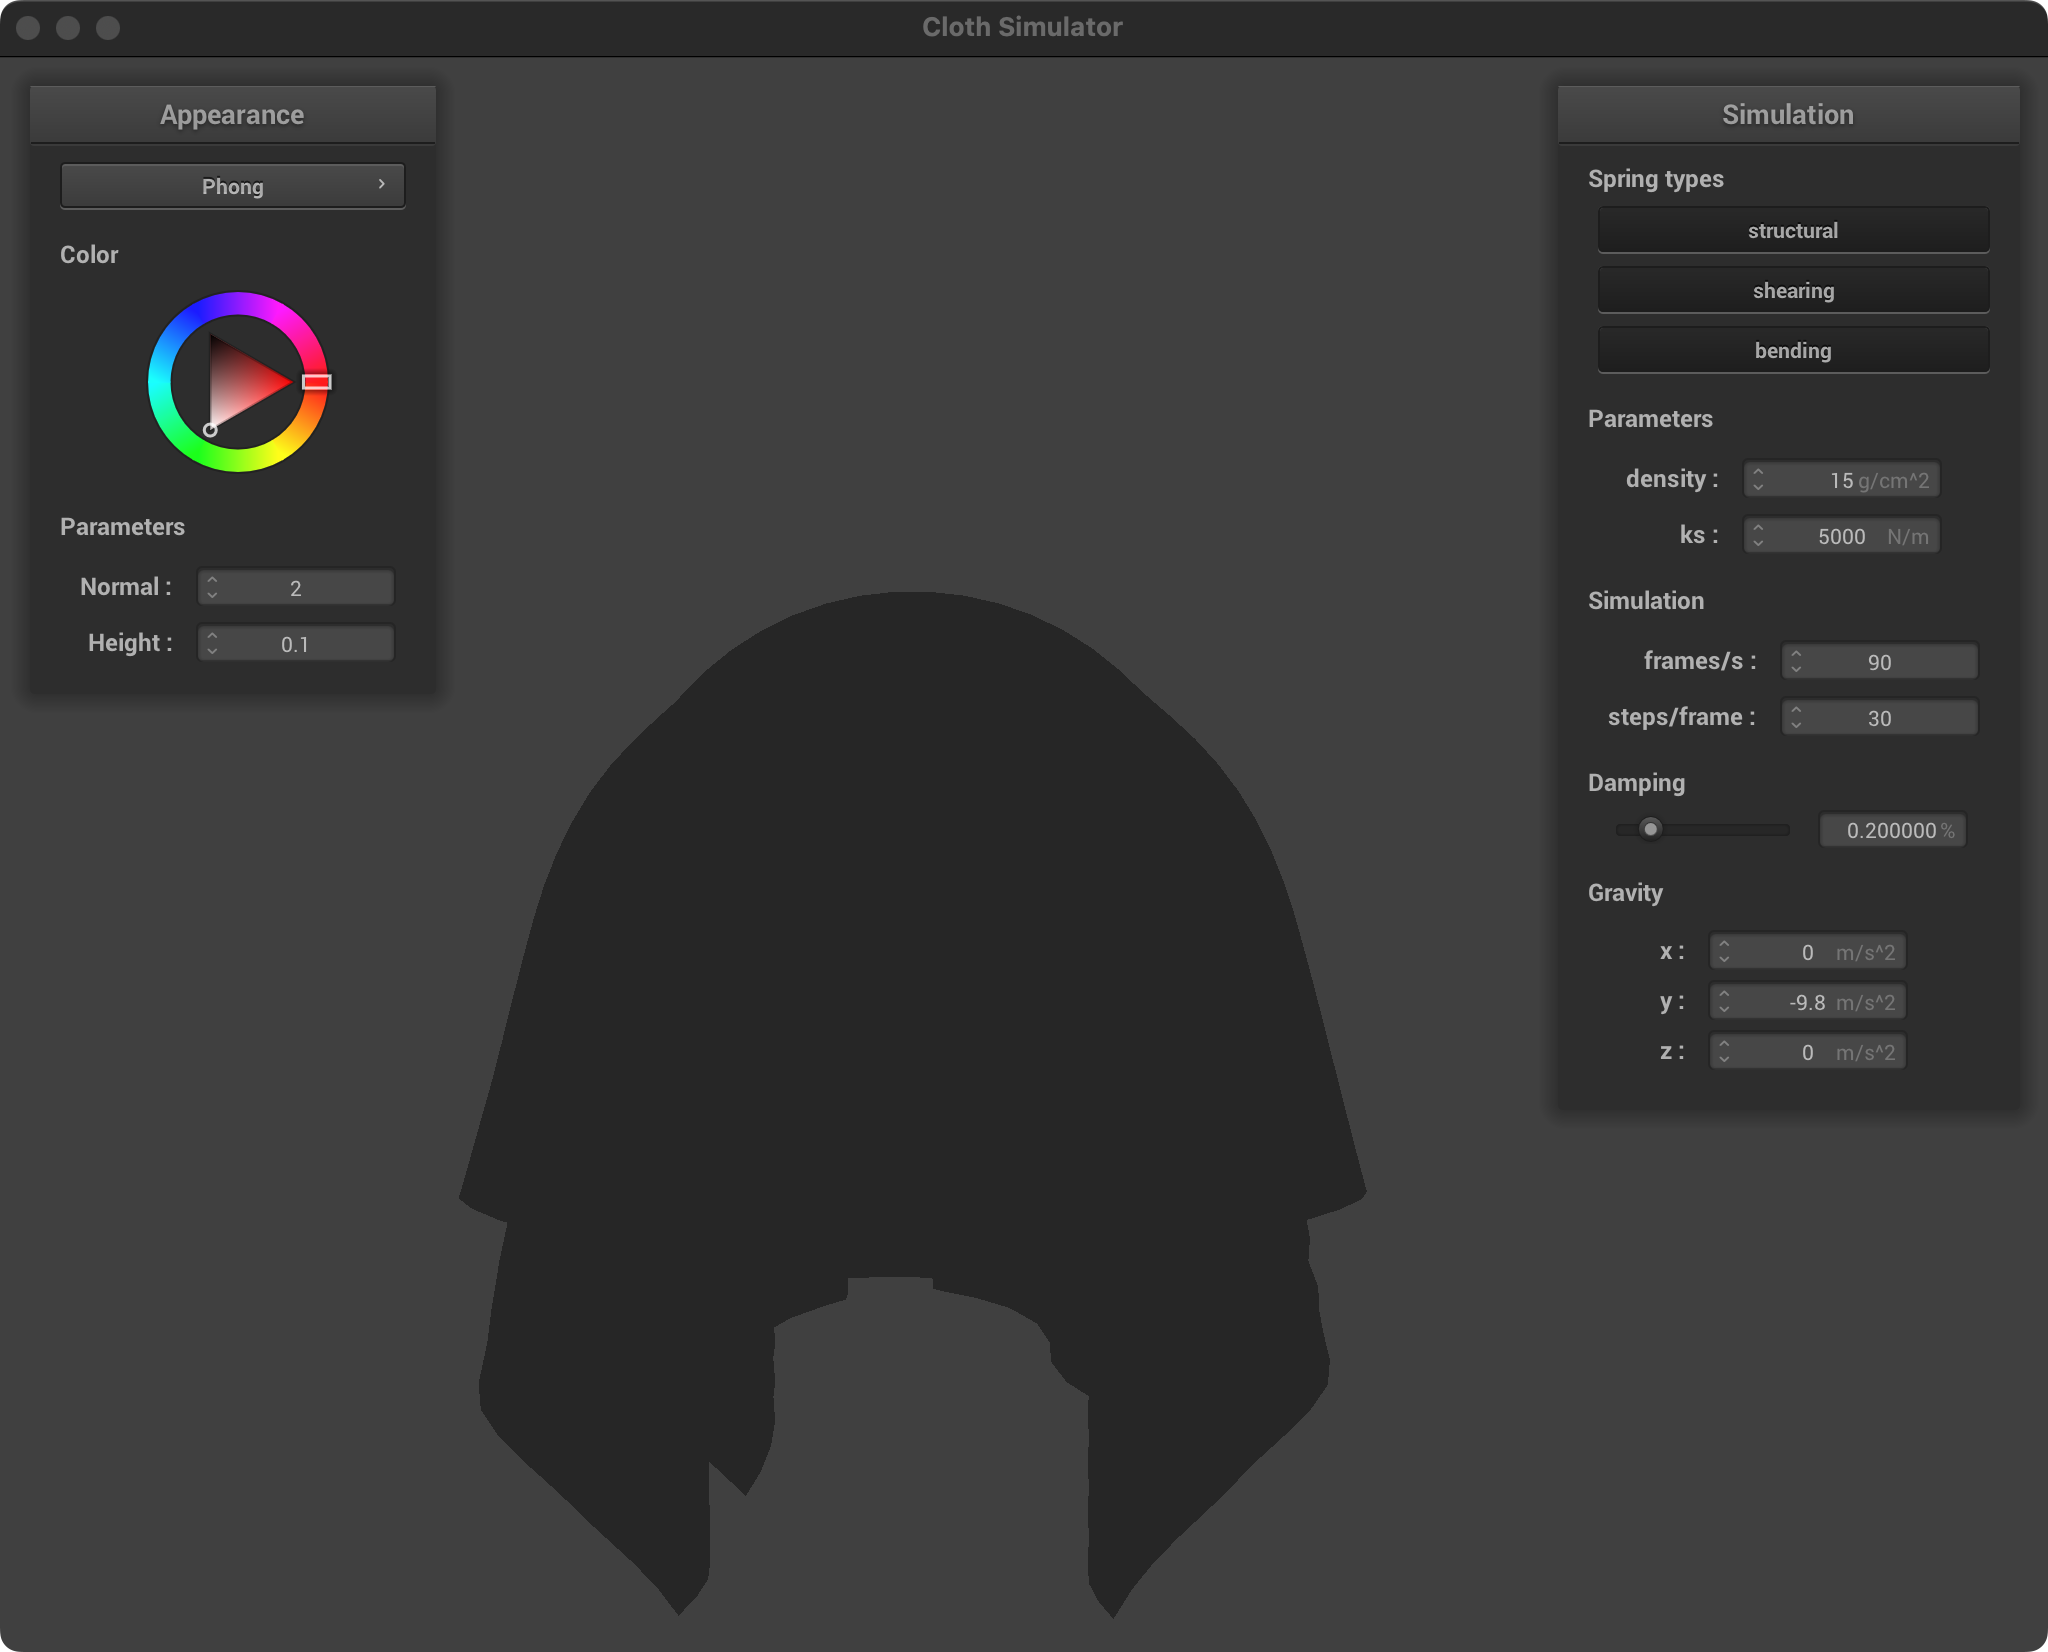 Cloth Simulator
Appearance
Phong
Color
Parameters
Normal : 2
Height : 0.1
Simulation
Spring types
structural
shearing
bending
Parameters
density : 15 g/cm^2
ks : 5000 N/m
Simulation
frames/s : 90
steps/frame : 30
Damping
0.200000 %
Gravity
x : 0 m/s^2
y : -9.8 m/s^2
z : 0 m/s^2